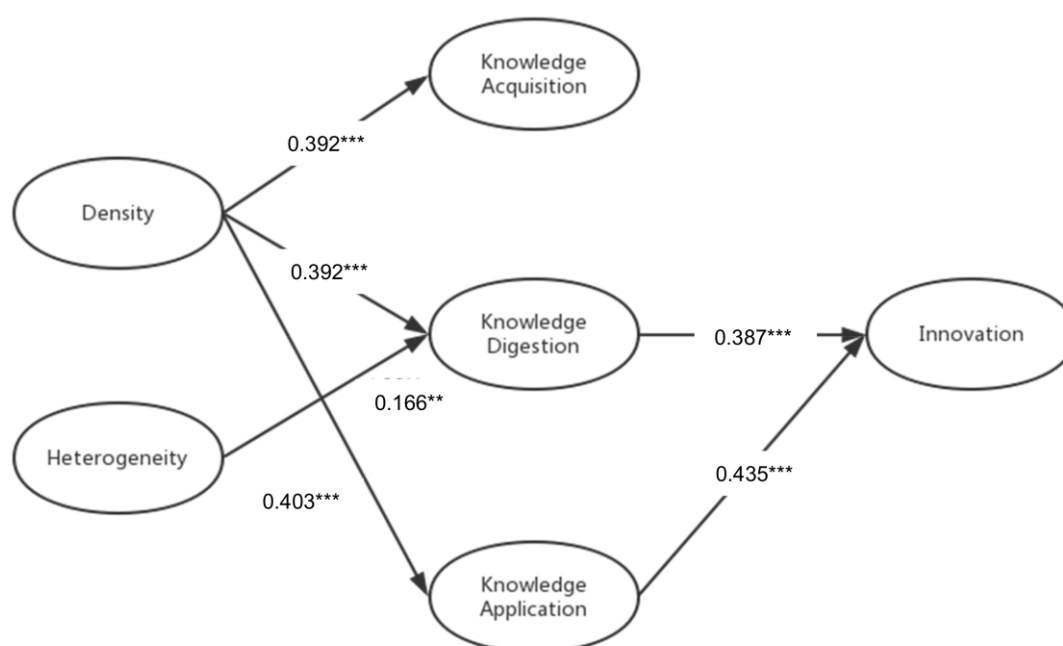 Knowledge
Acquisition
0.392***
Density
0.392***
Knowledge
Digestion
0.387***
Innovation
0.166**
Heterogeneity
0.403***
0.435***
Knowledge
Application